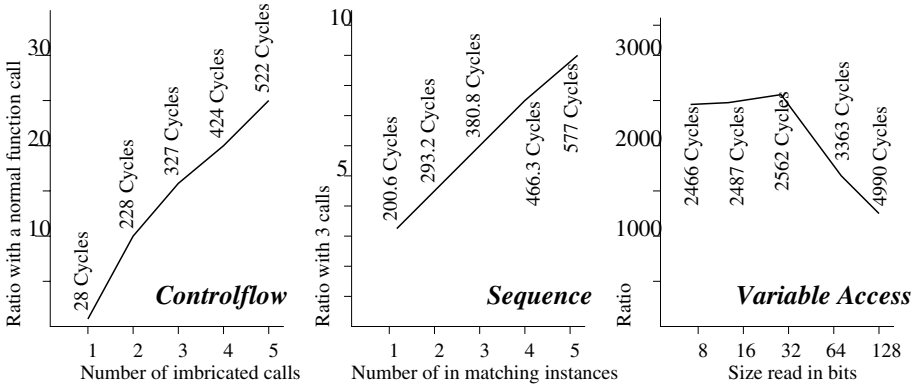 Ratio with a normal function call
30
20
10
28 Cycles
228 Cycles
327 Cycles
424 Cycles
522 Cycles
Controlflow
1 2 3 4 5
Number of imbricated calls
Ratio with 3 calls
10
5
200.6 Cycles
293.2 Cycles
380.8 Cycles
466.3 Cycles
577 Cycles
Sequence
1 2 3 4 5
Number of in matching instances
Ratio
3000
2000
1000
2466 Cycles
2487 Cycles
2562 Cycles
3363 Cycles
4990 Cycles
Variable Access
8 16 32 64 128
Size read in bits